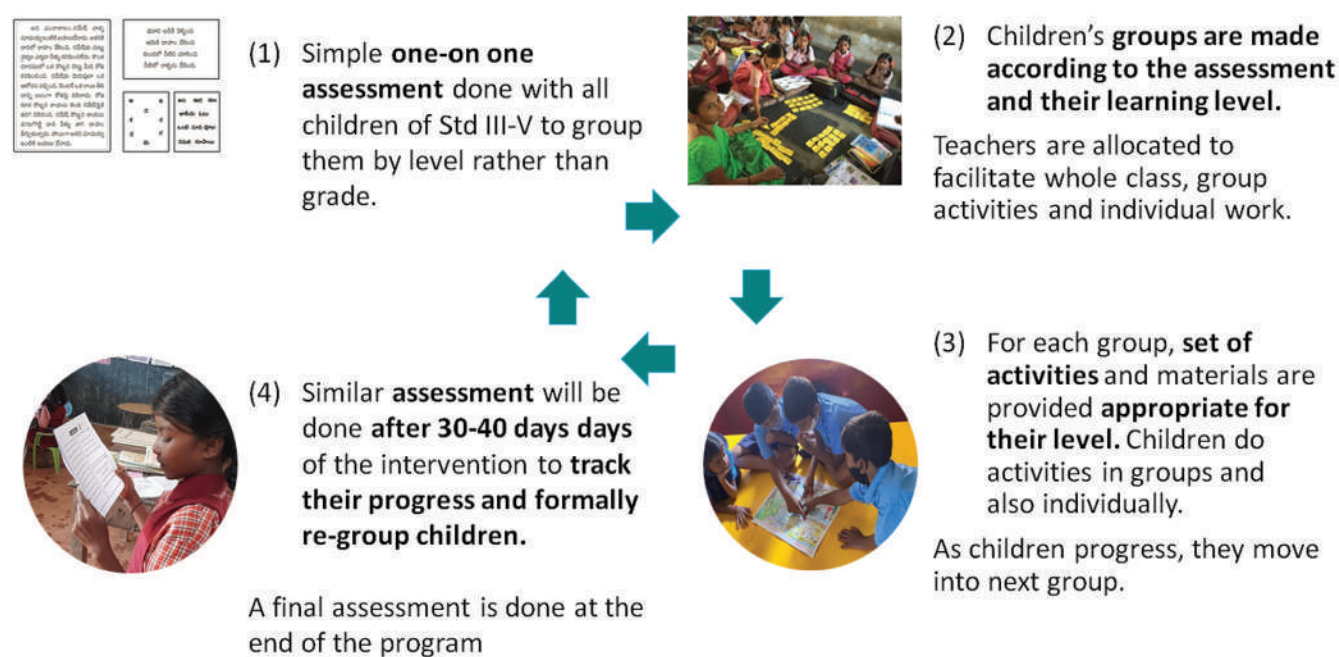 (1) Simple one-on one
assessment done with all
children of Std III-V to group
them by level rather than
grade.
(2) Children's groups are made
according to the assessment
and their learning level.
Teachers are allocated to
facilitate whole class, group
activities and individual work.
(3) For each group, set of
activities and materials are
provided appropriate for
their level. Children do
activities in groups and
also individually.
As children progress, they move
into next group.
(4) Similar assessment will be
done after 30-40 days days
of the intervention to track
their progress and formally
re-group children.
A final assessment is done at the
end of the program